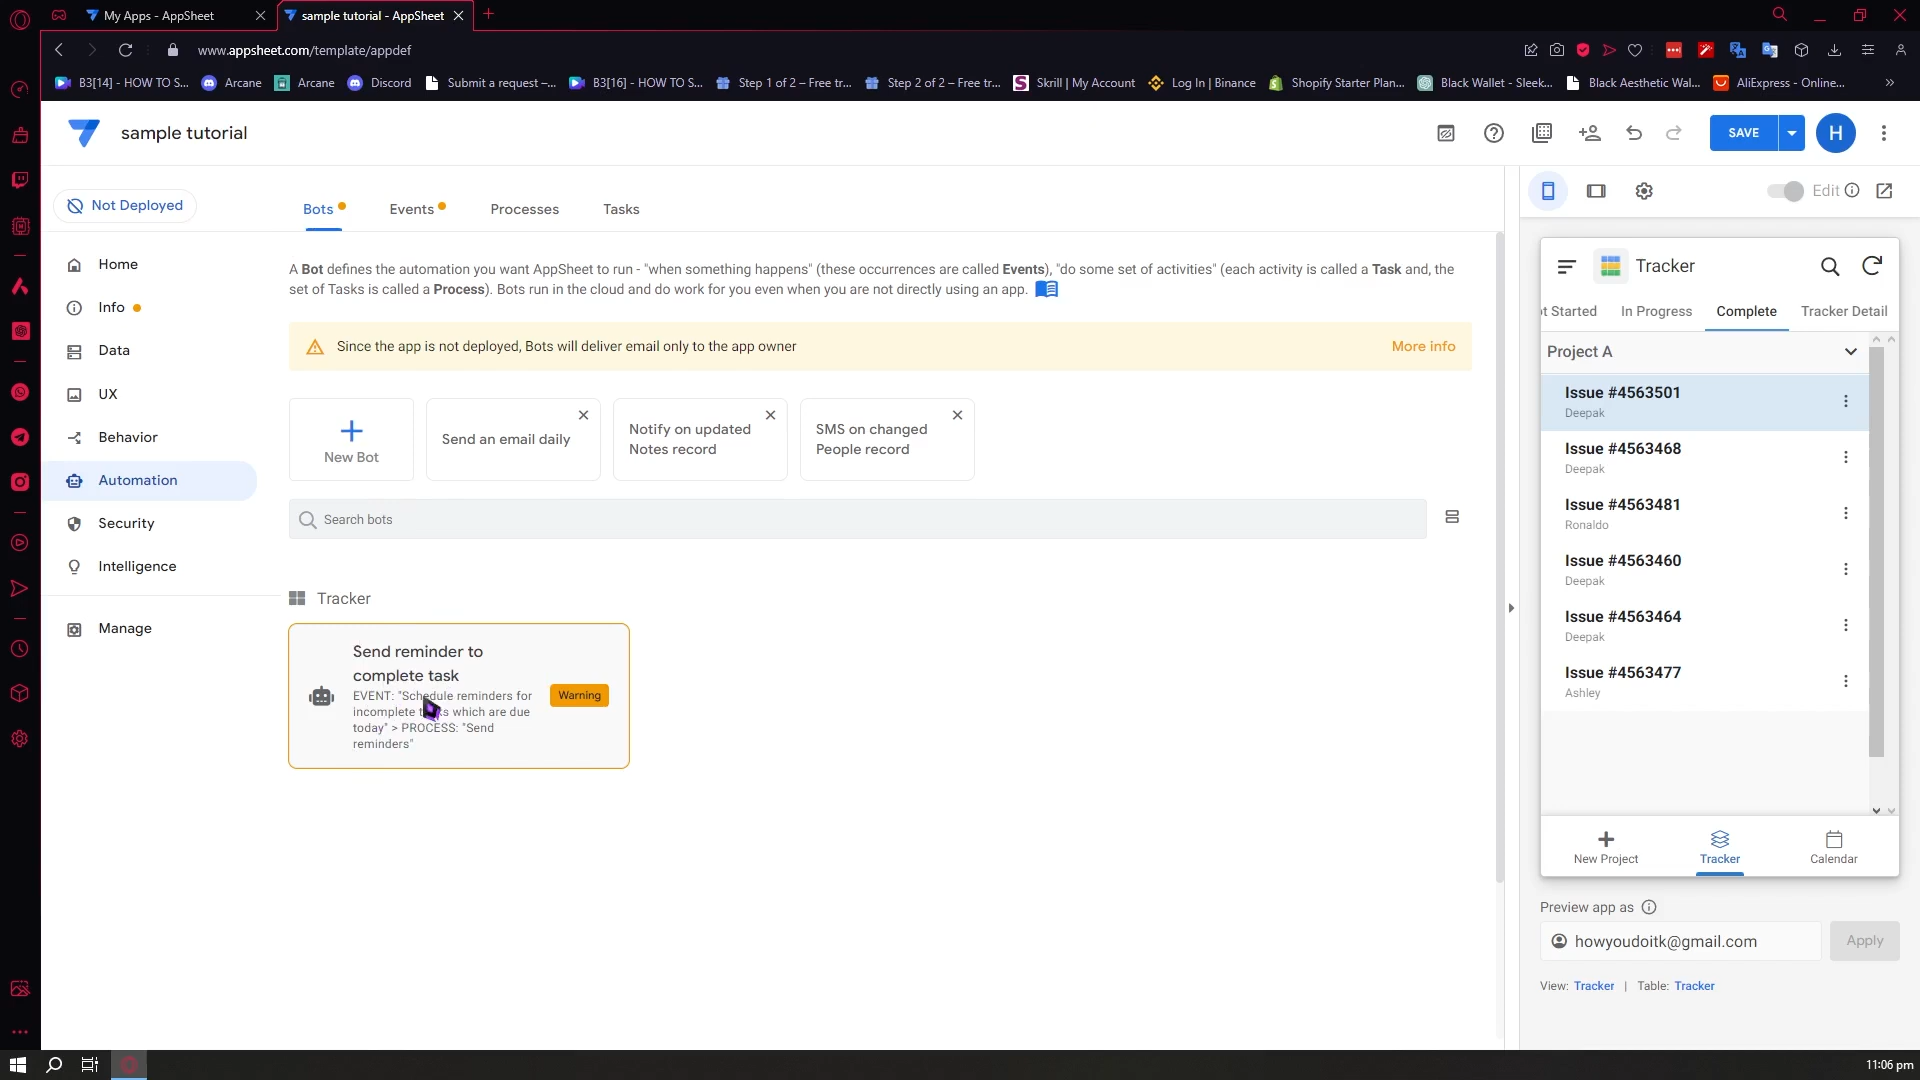 My Apps - AppSheet
sample tutorial - AppSheet
www.appsheet.com/template/appdef
B3[14] - HOW TO S...
Arcane
Arcane
Discord
Submit a request –...
B3[16] - HOW TO S...
Step 1 of 2 – Free tr...
Step 2 of 2 – Free tr...
Skrill | My Account
Log In | Binance
Shopify Starter Plan...
Black Wallet - Sleek...
Black Aesthetic Wal...
AliExpress - Online...
sample tutorial
SAVE
H
Not Deployed
Home
Info
Data
UX
Behavior
Automation
Security
Intelligence
Manage
Bots
Events
Processes
Tasks
A Bot defines the automation you want AppSheet to run - "when something happens" (these occurrences are called Events), "do some set of activities" (each activity is called a Task and, the
set of Tasks is called a Process). Bots run in the cloud and do work for you even when you are not directly using an app.
Since the app is not deployed, Bots will deliver email only to the app owner
More info
New Bot
Send an email daily
Notify on updated
Notes record
SMS on changed
People record
Search bots
Tracker
Send reminder to
complete task
EVENT: "Schedule reminders for
incomplete which are due
today" > PROCESS: "Send
reminders"
Warning
Edit
Tracker
t Started
In Progress
Complete
Tracker Detail
Project A
Issue #4563501
Deepak
Issue #4563468
Deepak
Issue #4563481
Ronaldo
Issue #4563460
Deepak
Issue #4563464
Deepak
Issue #4563477
Ashley
New Project
Tracker
Calendar
Preview app as
howyoudoitk@gmail.com
Apply
View: Tracker | Table: Tracker
11:06 pm